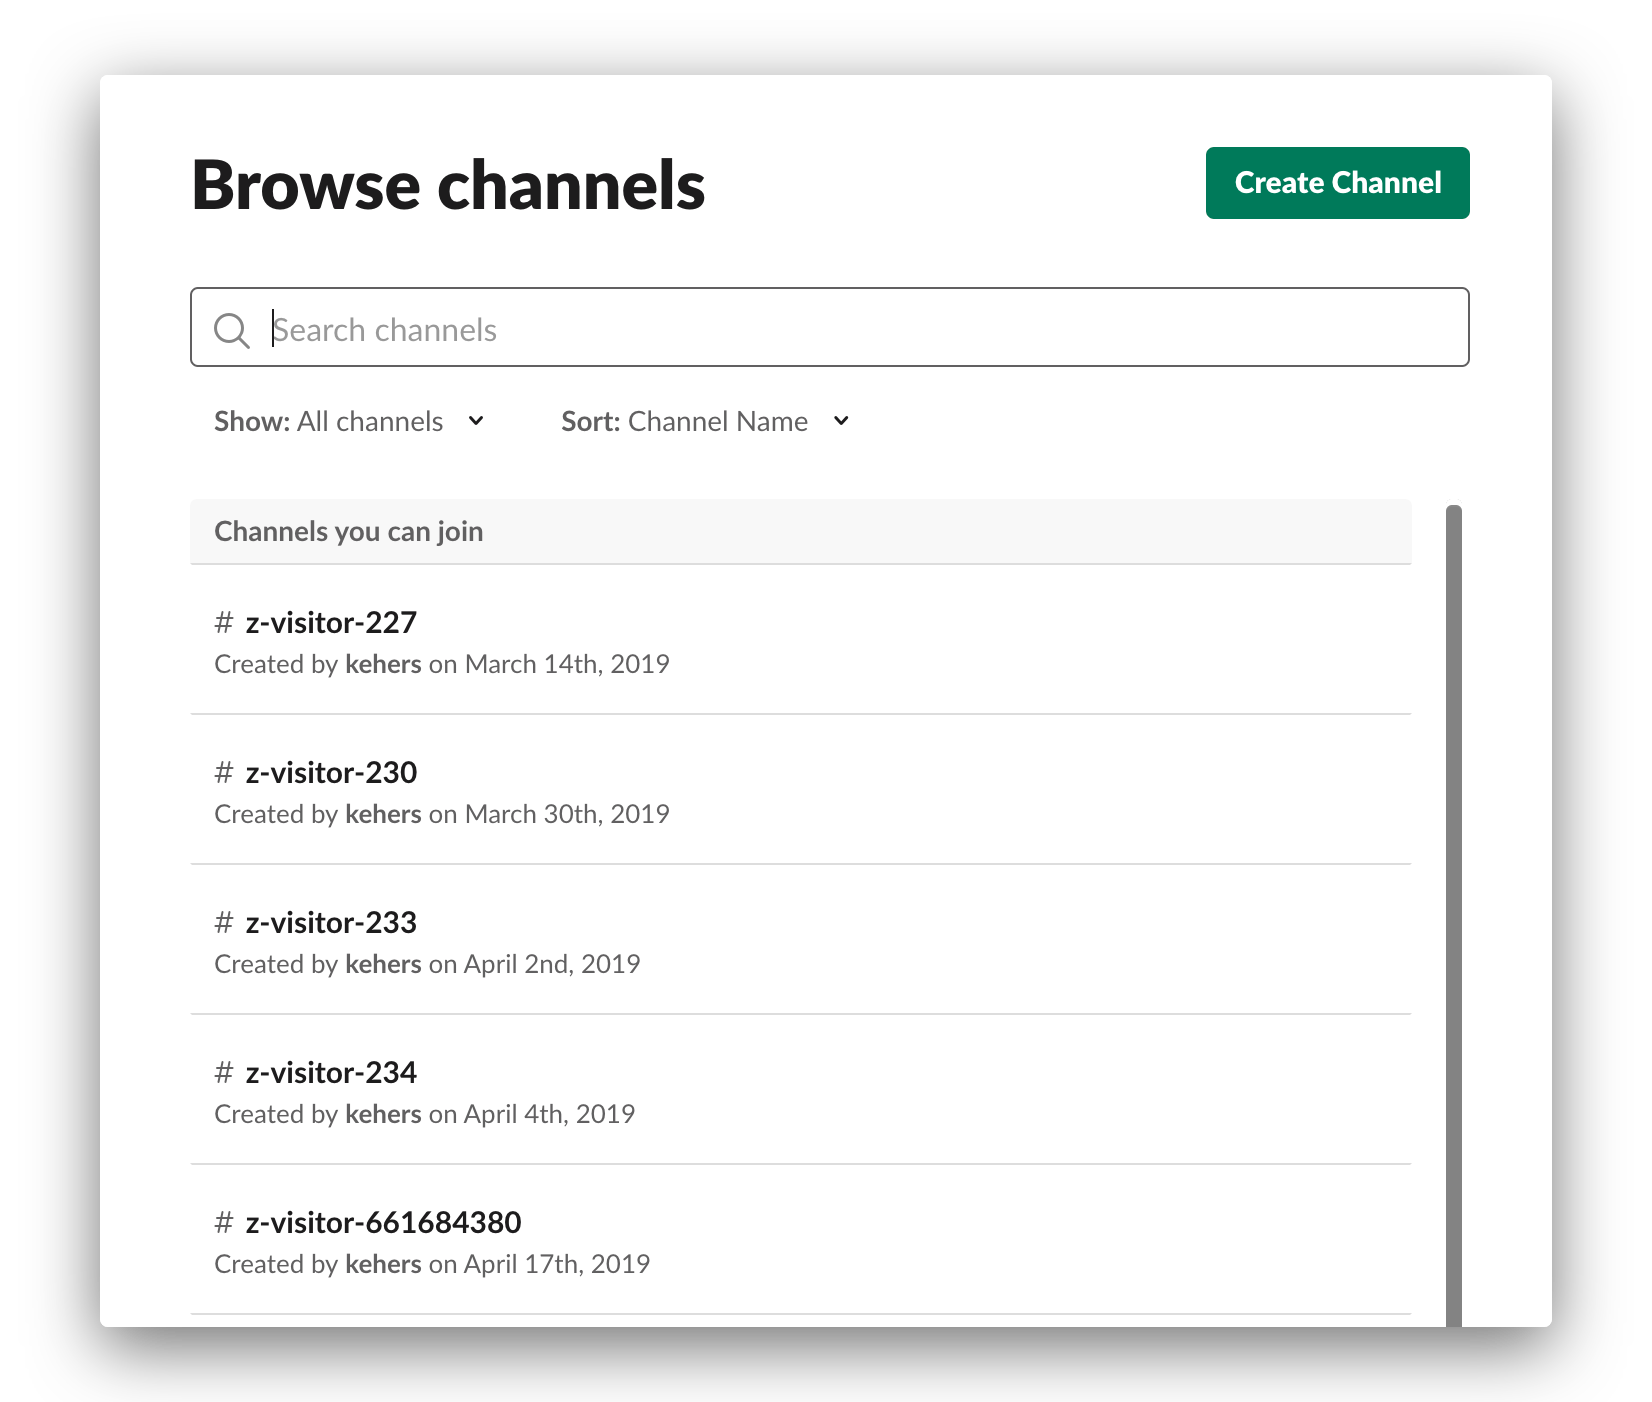 Browse channels
Create Channel
Search channels
Show: All channels
Sort: Channel Name
Channels you can join
# z-visitor-227
Created by kehers on March 14th, 2019
# z-visitor-230
Created by kehers on March 30th, 2019
# z-visitor-233
Created by kehers on April 2nd, 2019
# z-visitor-234
Created by kehers on April 4th, 2019
# z-visitor-661684380
Created by kehers on April 17th, 2019